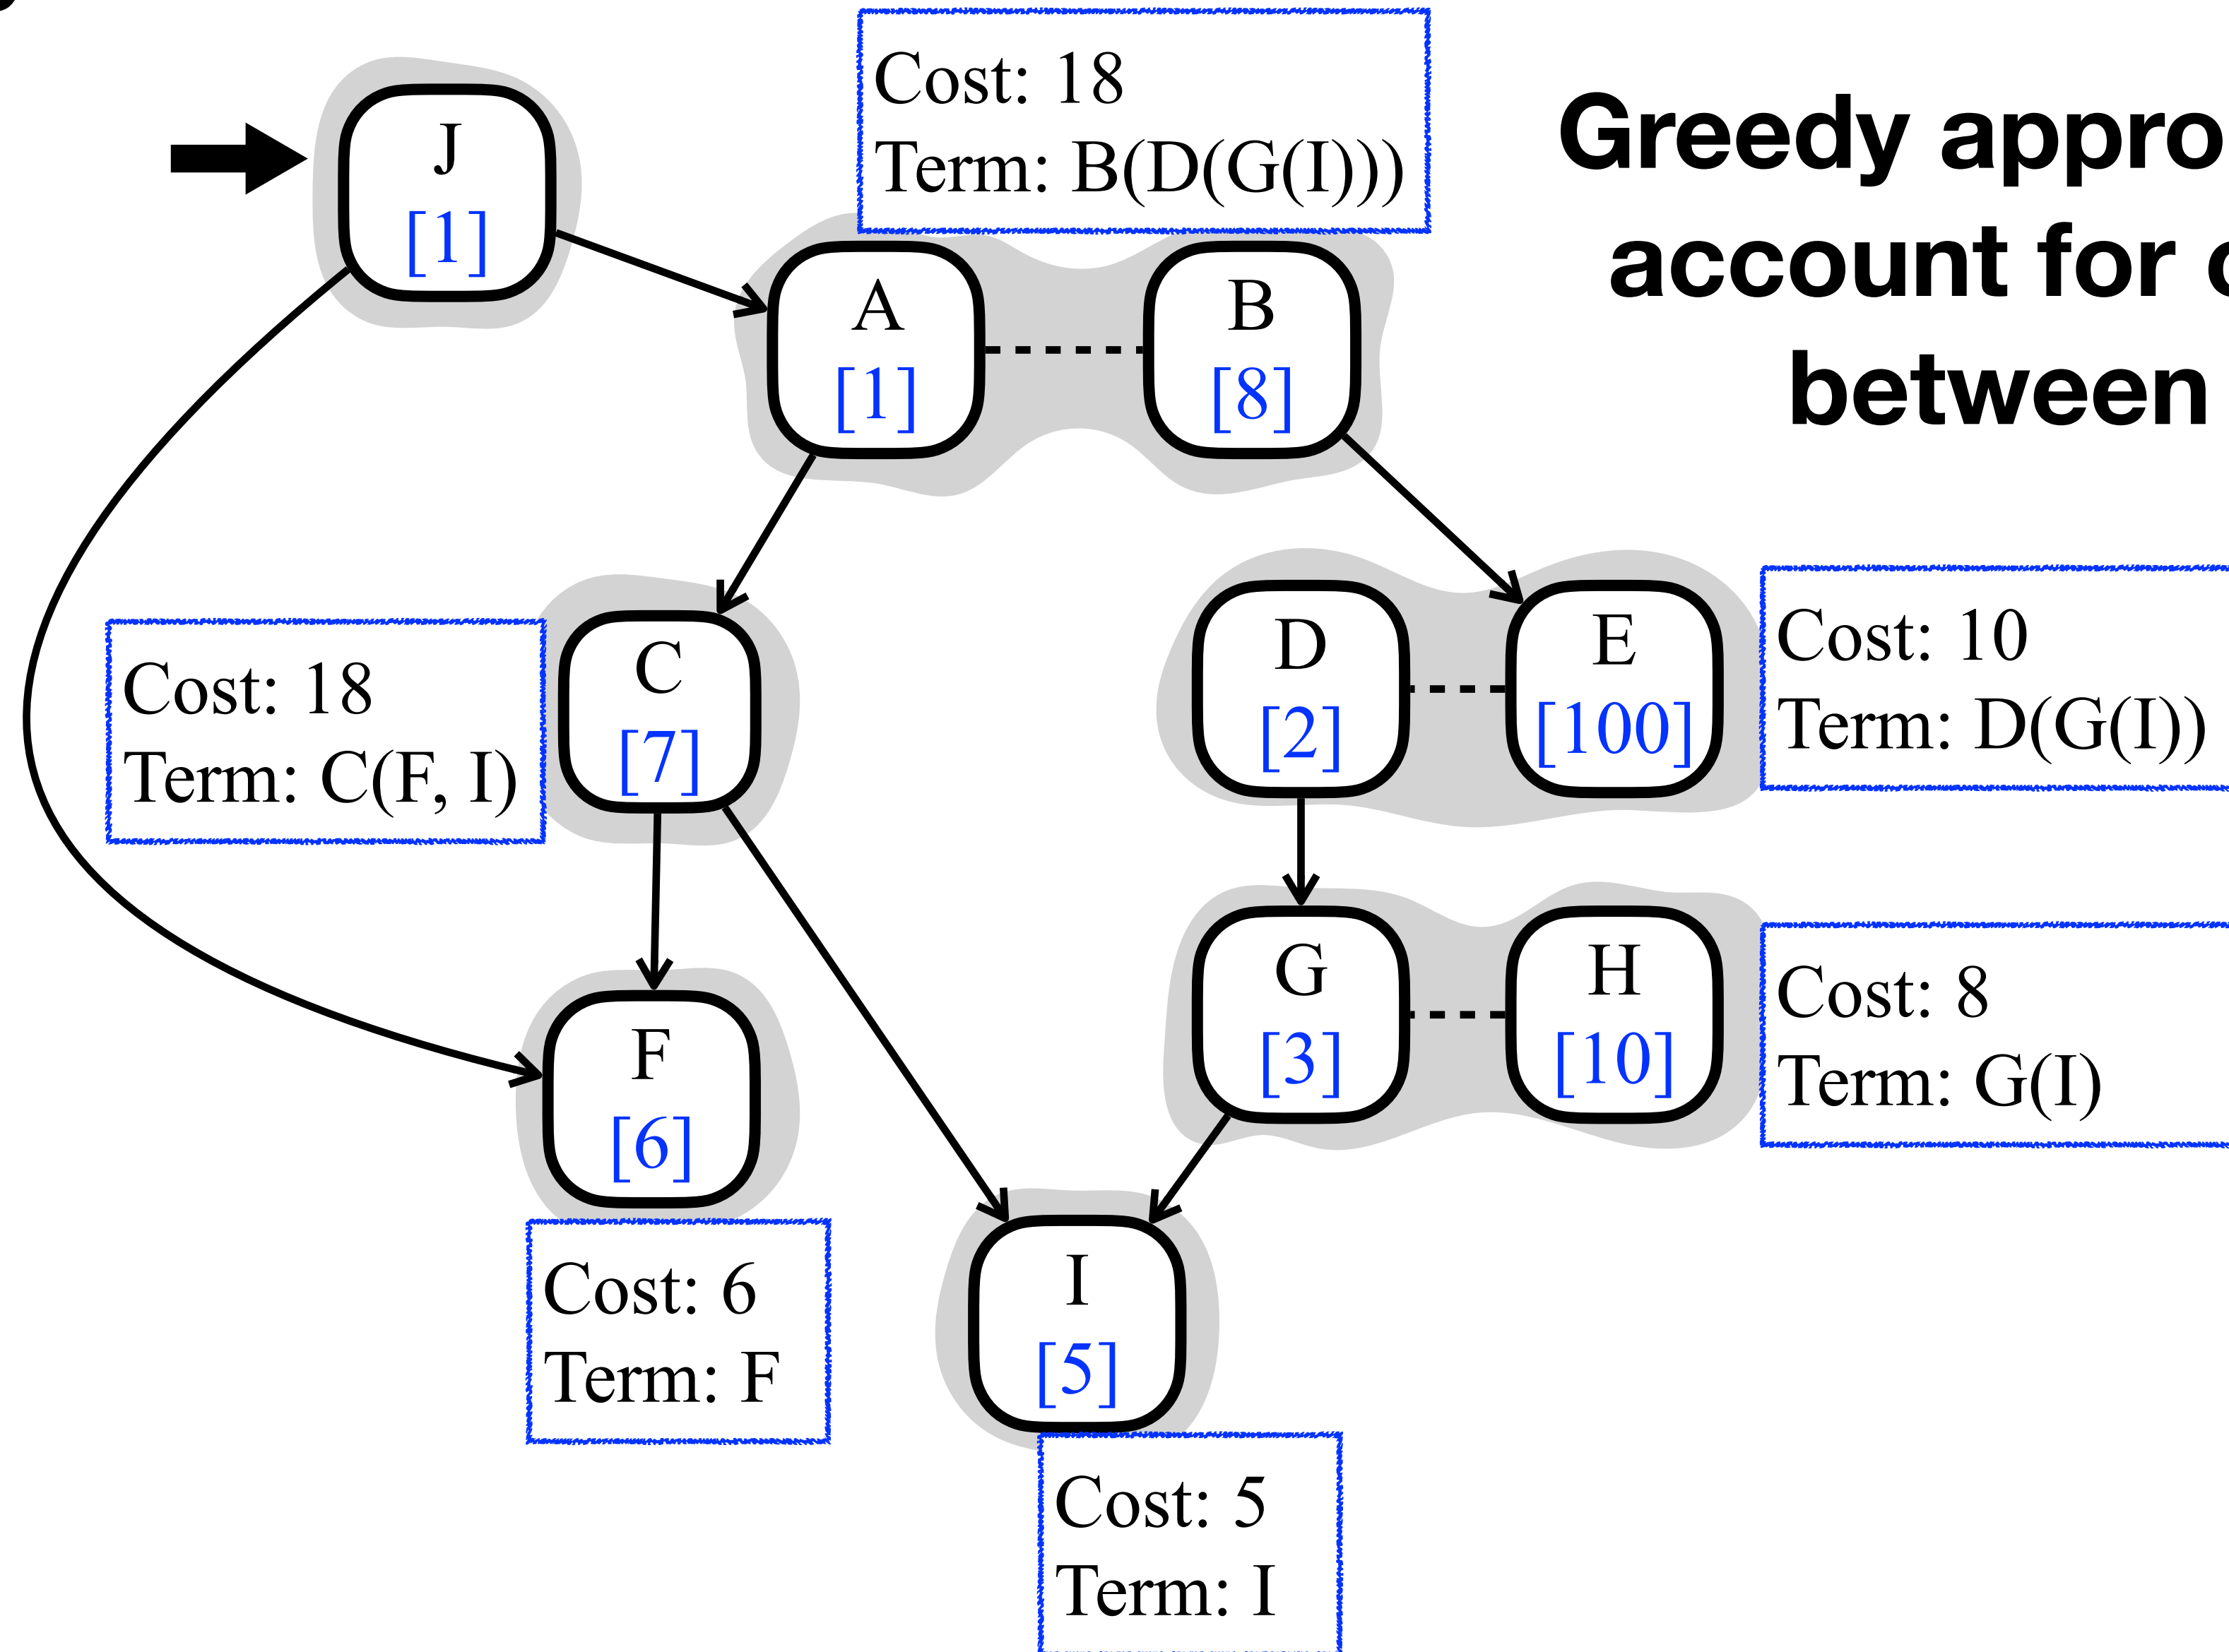 J
[1]
Cost: 18
Term: B(D(G(I)))
Greedy appro
account for
between
A
[1]
B
[8]
Cost: 18
Term: C(F, I)
C
[7]
D
[2]
E
[100]
Cost: 10
Term: D(G(I))
F
[6]
G
[3]
H
[10]
Cost: 8
Term: G(I)
Cost: 6
Term: F
I
[5]
Cost: 5
Term: I